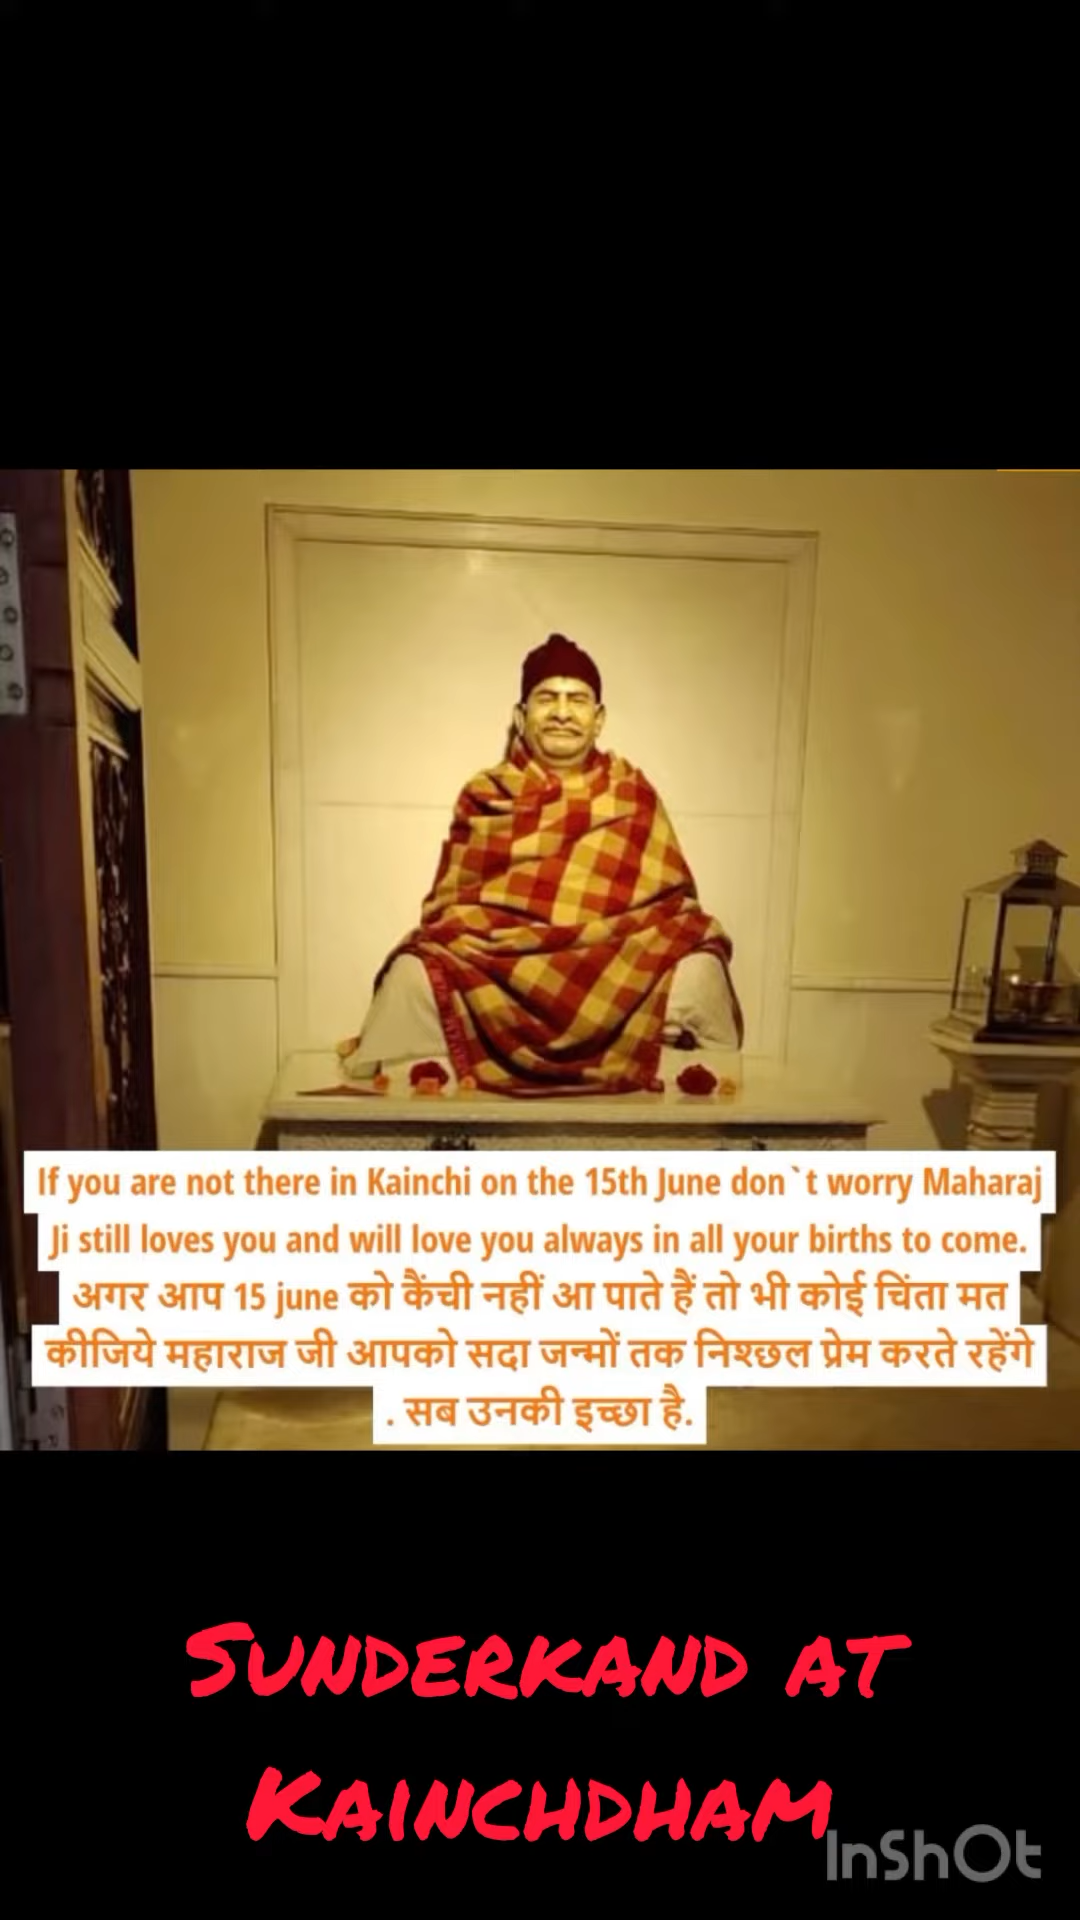 If you are not there in Kainchi on the 15th June don`t worry Maharaj
Ji still loves you and will love you always in all your births to come.
अगर आप 15 june को कैंची नहीं आ पाते हैं तो भी कोई चिंता मत
कीजिये महाराज जी आपको सदा जन्मों तक निश्छल प्रेम करते रहेंगे
. सब उनकी इच्छा है.
SUNDERKAND AT
KAINCHDHAM
InShOt